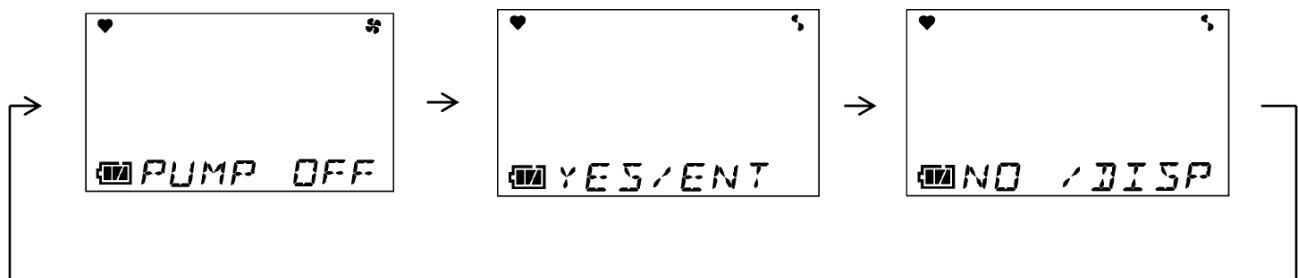 PUMP OFF
YES/ENT
NO /DISP